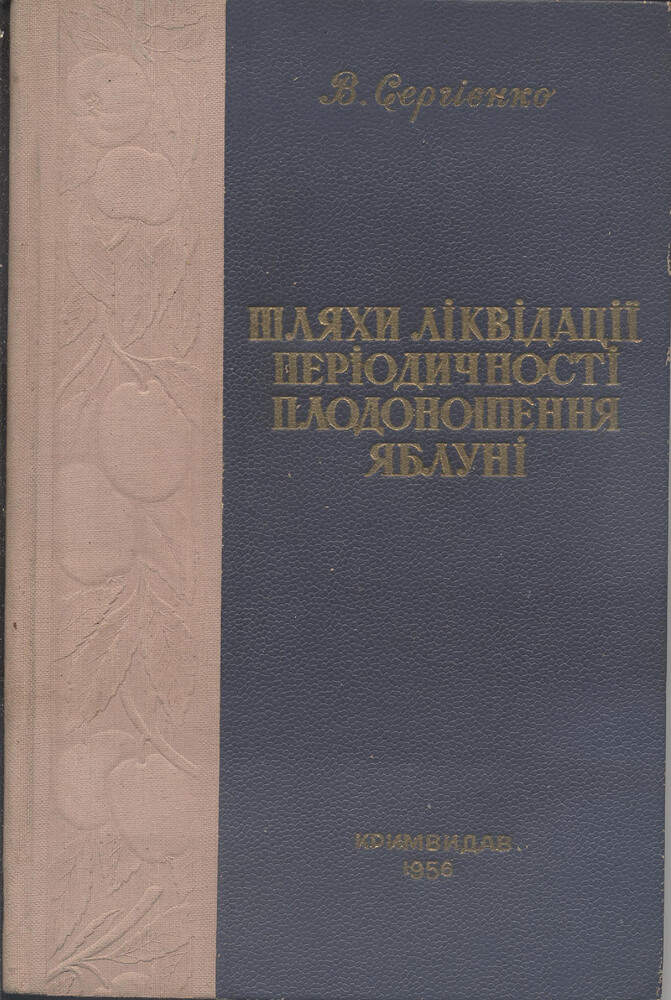 В. Сергієнко
ШЛЯХИ ЛІКВІДАЦІЇ
ПЕРІОДИЧНОСТІ
ПЛОДОНОШЕННЯ
ЯБЛУНІ
КРИМВИДАВ
1956